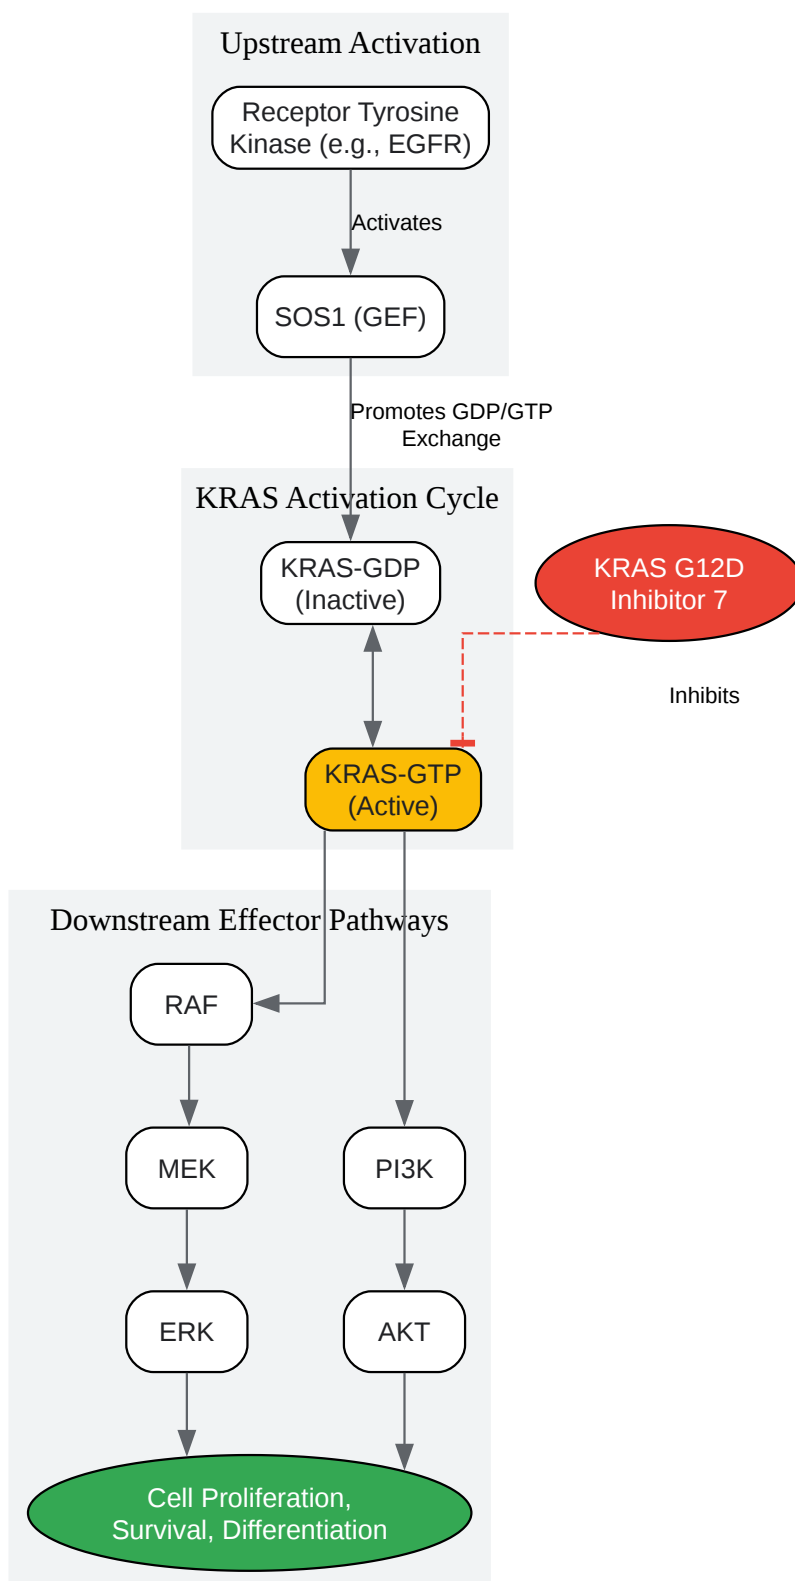 Upstream Activation
Receptor Tyrosine
Kinase (e.g., EGFR)
Activates
SOS1 (GEF)
Promotes GDP/GTP
Exchange
KRAS Activation Cycle
KRAS-GDP
(Inactive)
KRAS G12D
Inhibitor 7
Inhibits
KRAS-GTP
(Active)
Downstream Effector Pathways
RAF
MEK
PI3K
ERK
AKT
Cell Proliferation,
Survival, Differentiation